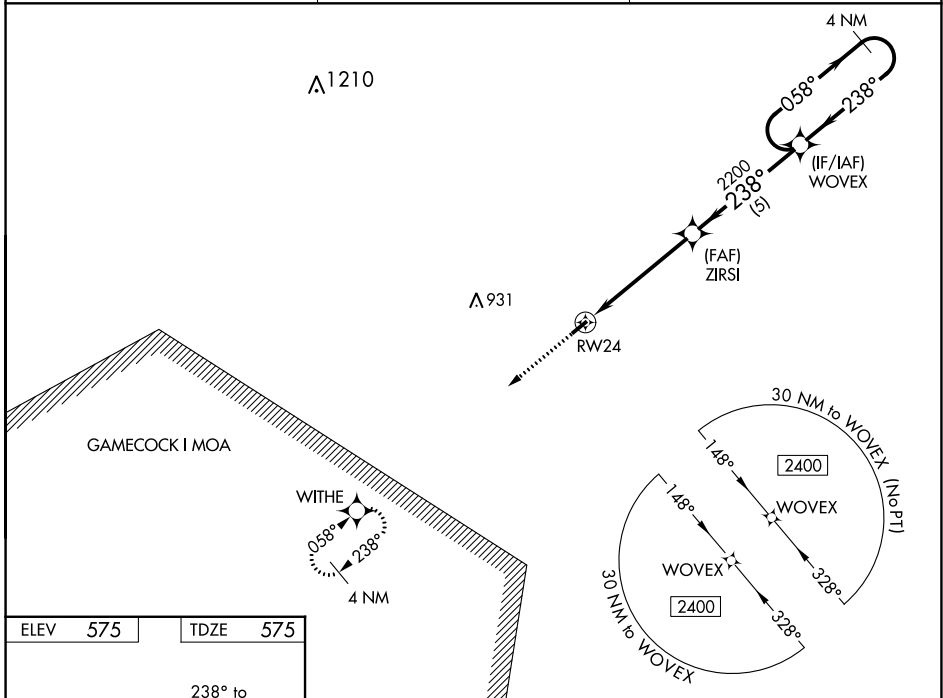 4 NM
1210
058°
238°
(IF/IAF)
WOVEX
2200
238°
(5)
(FAF)
ZIRSI
931
RW24
GAMECOCK I MOA
WITHE
058°
238°
4 NM
30 NM to WOVEX (NoPT)
148°
2400
WOVEX
328°
148°
WOVEX
2400
328°
30 NM to WOVEX
ELEV 575
TDZE 575
238° to